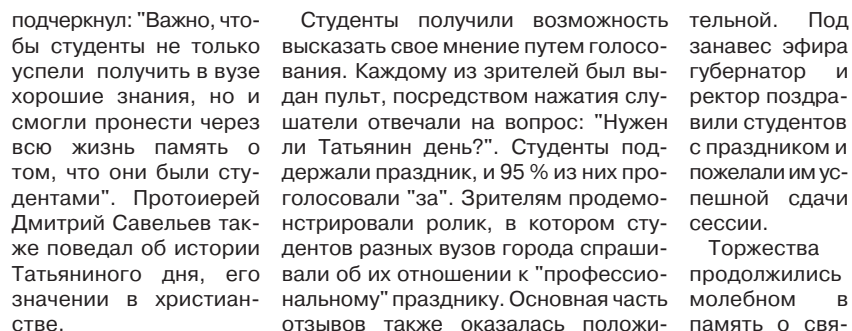 подчеркнул: "Важно, что-
бы студенты не только
успели получить в вузе
хорошие знания, но и
смогли пронести через
всю жизнь память о
том, что они были сту-
дентами". Протоиерей
Дмитрий Савельев так-
же поведал об истории
Татьяниного дня, его
значении в христиан-
стве.
Студенты получили возможность
высказать свое мнение путем голосо-
вания. Каждому из зрителей был вы-
дан пульт, посредством нажатия слу-
шатели отвечали на вопрос: "Нужен
ли Татьянин день?". Студенты под-
держали праздник, и 95 % из них про-
голосовали "за". Зрителям продемо-
нстрировали ролик, в котором сту-
дентов разных вузов города спраши-
вали об их отношении к "профессио-
нальному" празднику. Основная часть
отзывов также оказалась положи-
тельной. Под
занавес эфира
губернатор и
ректор поздра-
вили студентов
с праздником и
пожелали им ус-
пешной сдачи
сессии.
Торжества
продолжились
молебном в
память о свя-